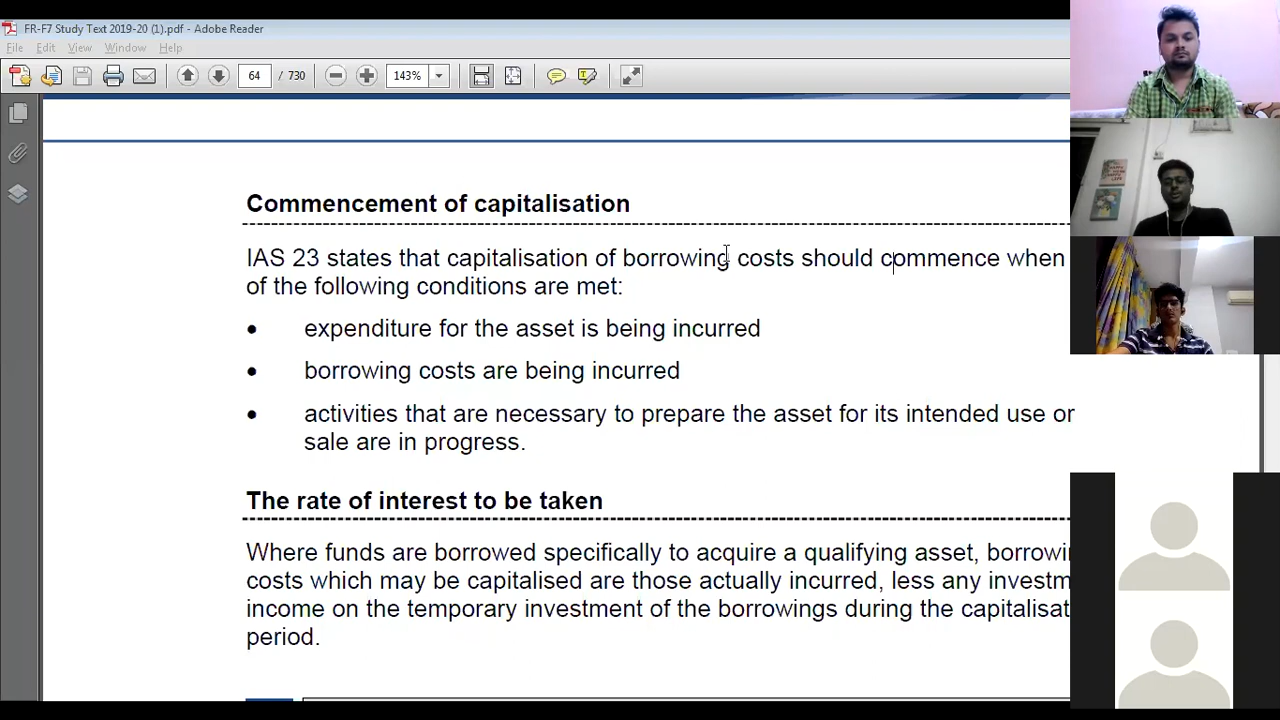 FR-F7 Study Text 2019-20 (1).pdf - Adobe Reader
File Edit View Window Help
64 / 730 143%
Commencement of capitalisation
IAS 23 states that capitalisation of borrowing costs should commence when
of the following conditions are met:
• expenditure for the asset is being incurred
• borrowing costs are being incurred
• activities that are necessary to prepare the asset for its intended use or
sale are in progress.
The rate of interest to be taken
Where funds are borrowed specifically to acquire a qualifying asset, borrowi
costs which may be capitalised are those actually incurred, less any investm
income on the temporary investment of the borrowings during the capitalisat
period.